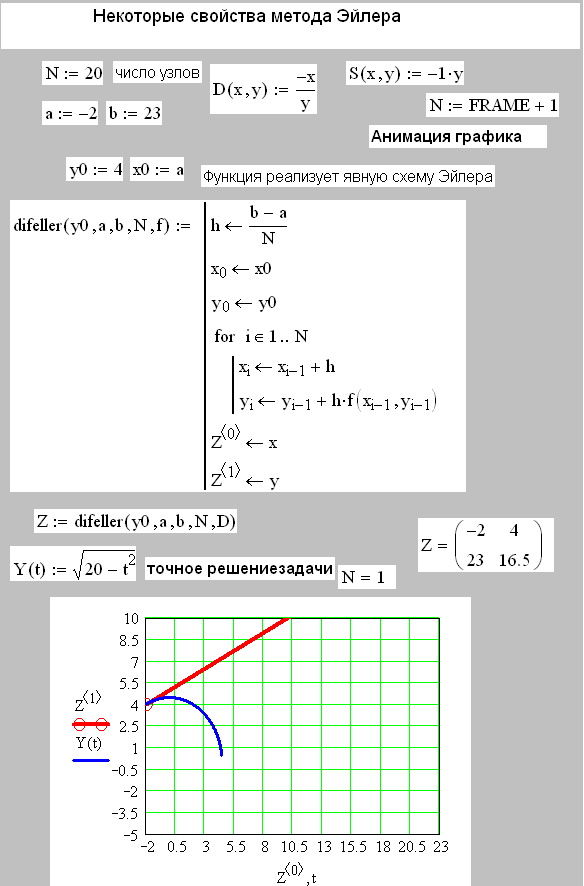 Некоторые свойства метода Эйлера
N := 20 число узлов D(x,y) := −x/y S(x,y) := −1·y
a := −2 b := 23 N := FRAME + 1
Анимация графика
y0 := 4 x0 := a Функция реализует явную схему Эйлера
difeller(y0,a,b,N,f) := h ← (b − a)/N
x₀ ← x0
y₀ ← y0
for i ∈ 1.. N
xᵢ ← xᵢ₋₁ + h
yᵢ ← yᵢ₋₁ + h·f(xᵢ₋₁,yᵢ₋₁)
Z^⟨0⟩ ← x
Z^⟨1⟩ ← y
Z := difeller(y0,a,b,N,D)
Z = (−2 4
23 16.5)
Y(t) := √(20 − t²) точное решениезадачи N = 1
10
8.5
7
5.5
4
2.5
1
−0.5
−2
−3.5
−5
Z^⟨1⟩
Y(t)
−2 0.5 3 5.5 8 10.5 13 15.5 18 20.5 23
Z^⟨0⟩,t